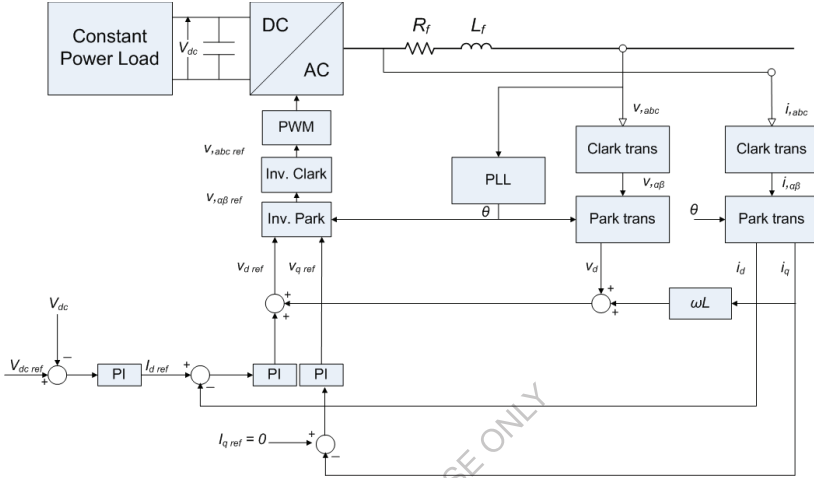 Constant
Power Load
Vdc
DC
AC
Rf
Lf
PWM
v,abc ref
Inv. Clark
v,αβ ref
Inv. Park
PLL
θ
v,abc
Clark trans
v,αβ
Park trans
i,abc
Clark trans
i,αβ
θ
Park trans
vd ref
vq ref
vd
id
iq
+
+
+
+
ωL
Vdc
−
Vdc ref
+
PI
Id ref
+
−
PI
PI
Iq ref = 0
+
−
SE ONLY